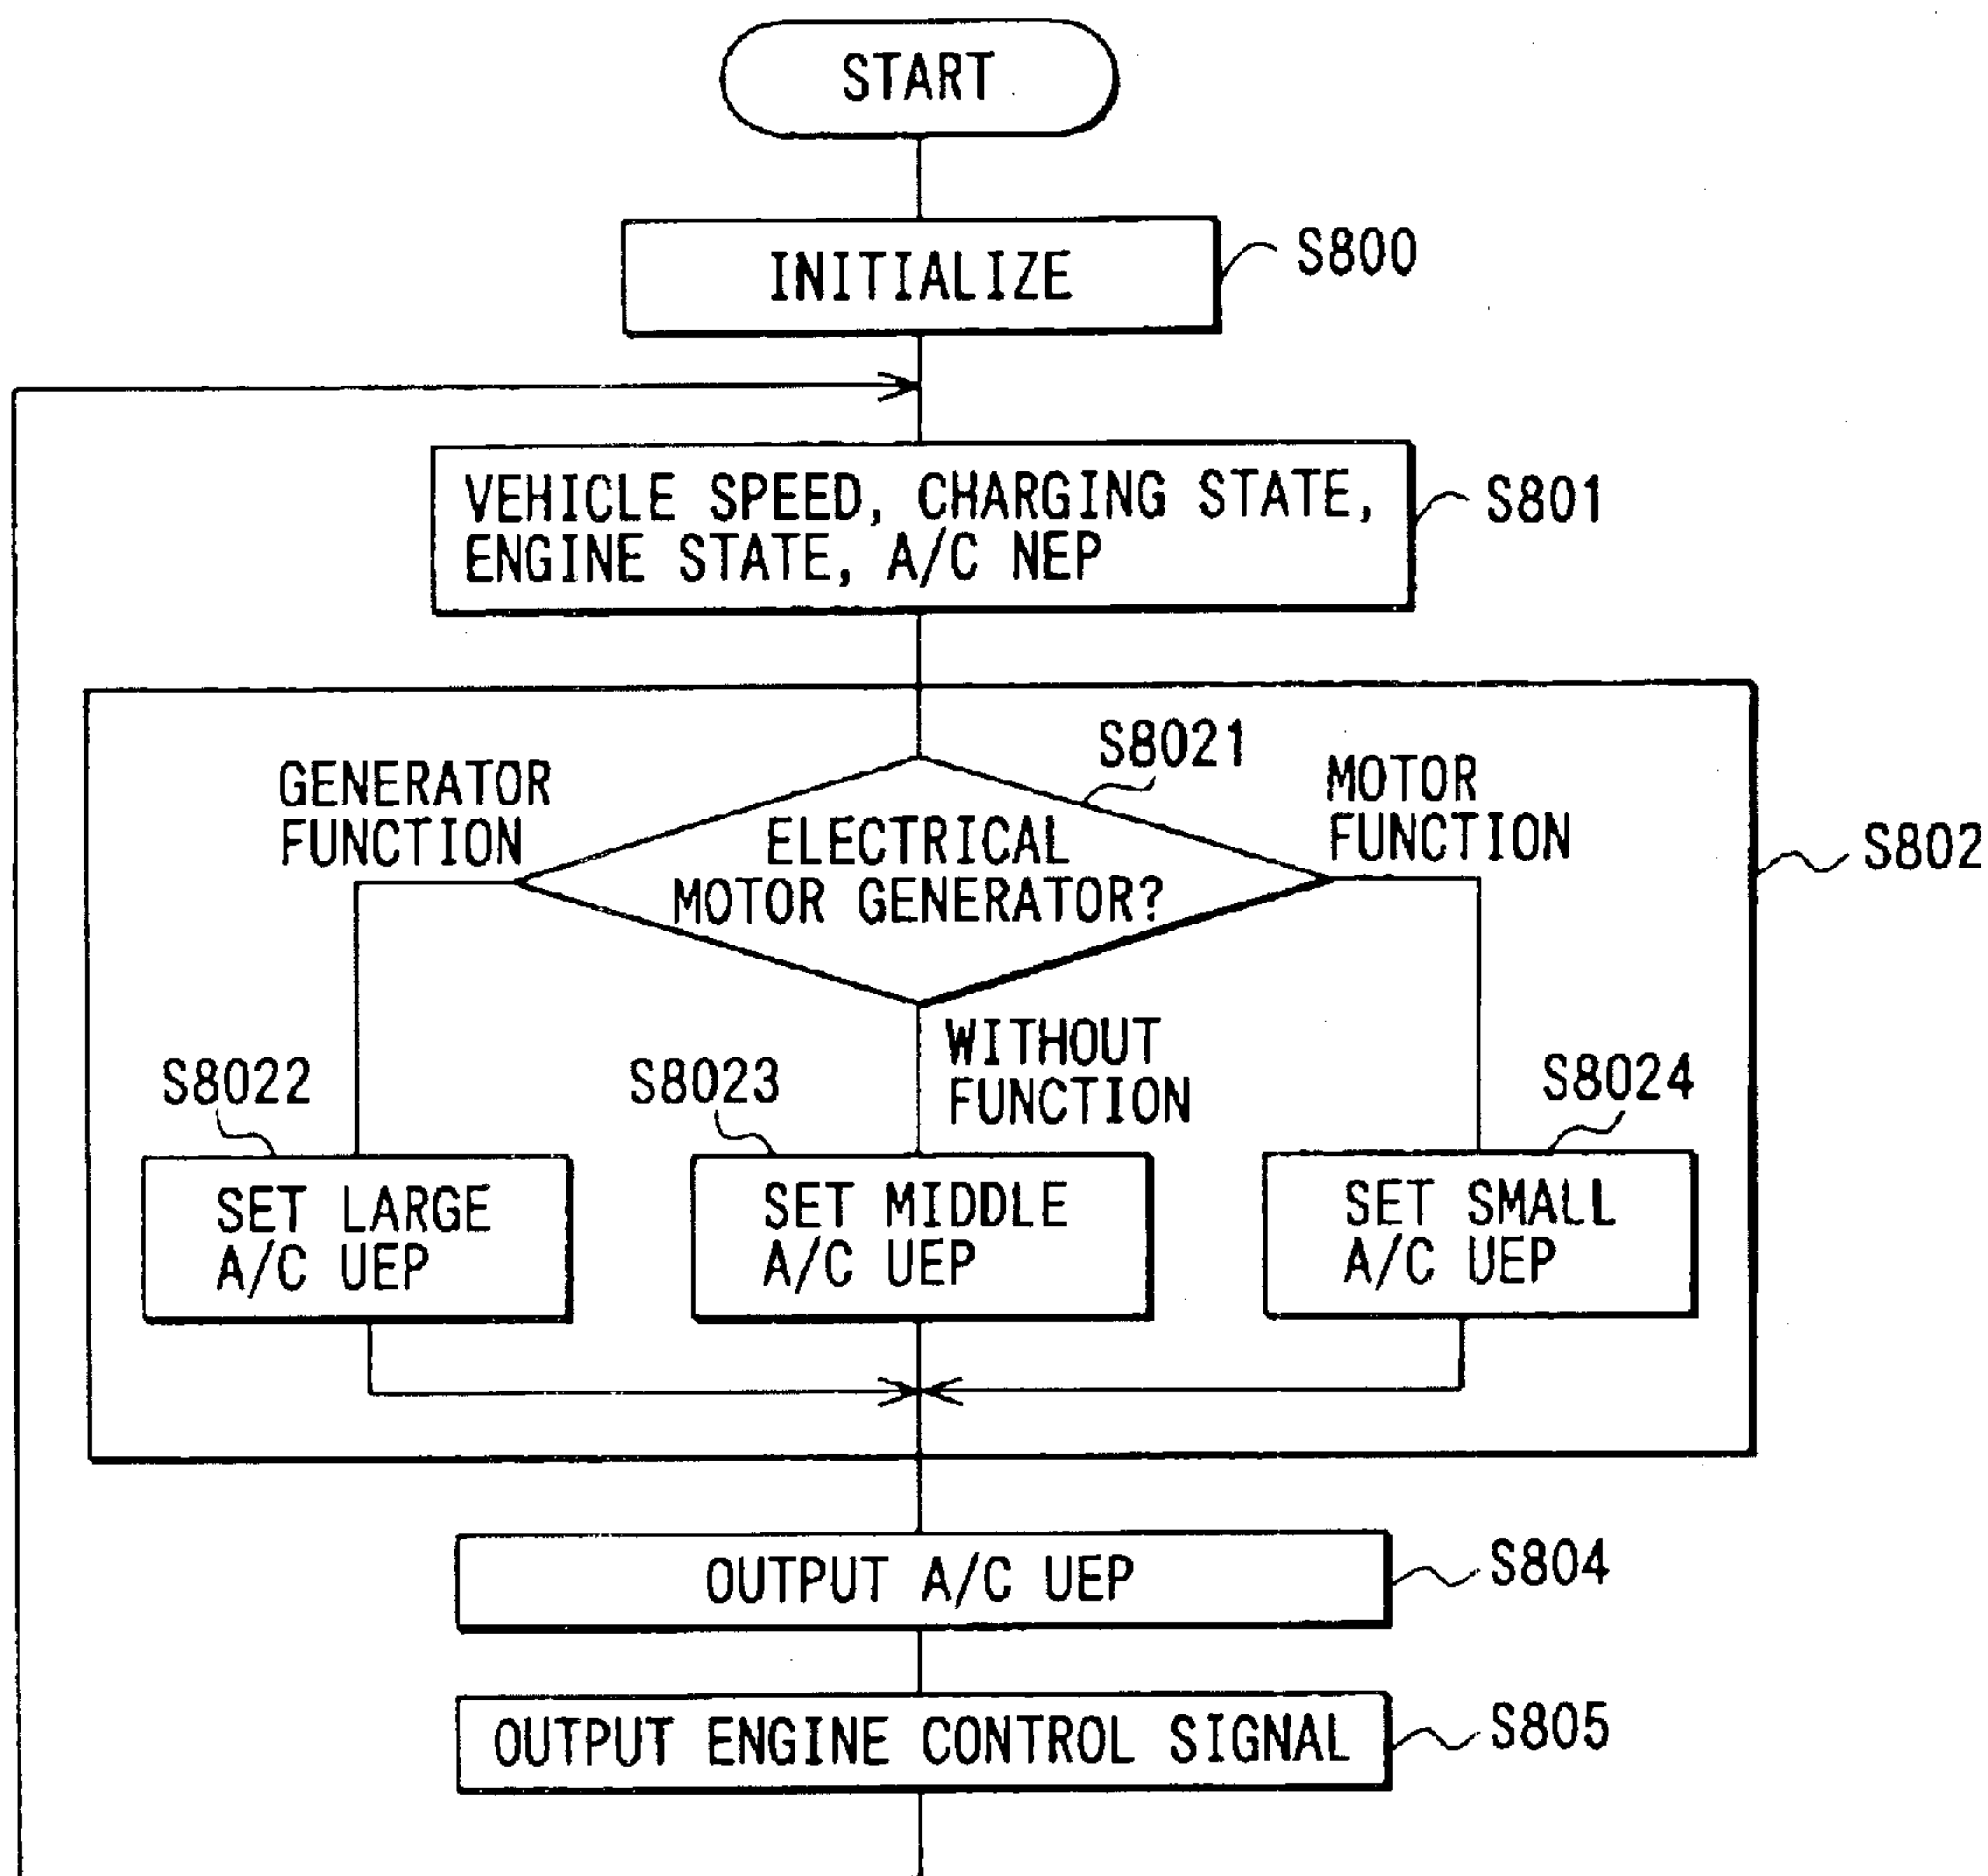 START
INITIALIZE
S800
VEHICLE SPEED, CHARGING STATE,
ENGINE STATE, A/C NEP
S801
S8021
GENERATOR
FUNCTION
MOTOR
FUNCTION
ELECTRICAL
MOTOR GENERATOR?
S802
WITHOUT
FUNCTION
S8022
S8023
S8024
SET LARGE
A/C UEP
SET MIDDLE
A/C UEP
SET SMALL
A/C UEP
OUTPUT A/C UEP
S804
OUTPUT ENGINE CONTROL SIGNAL
S805